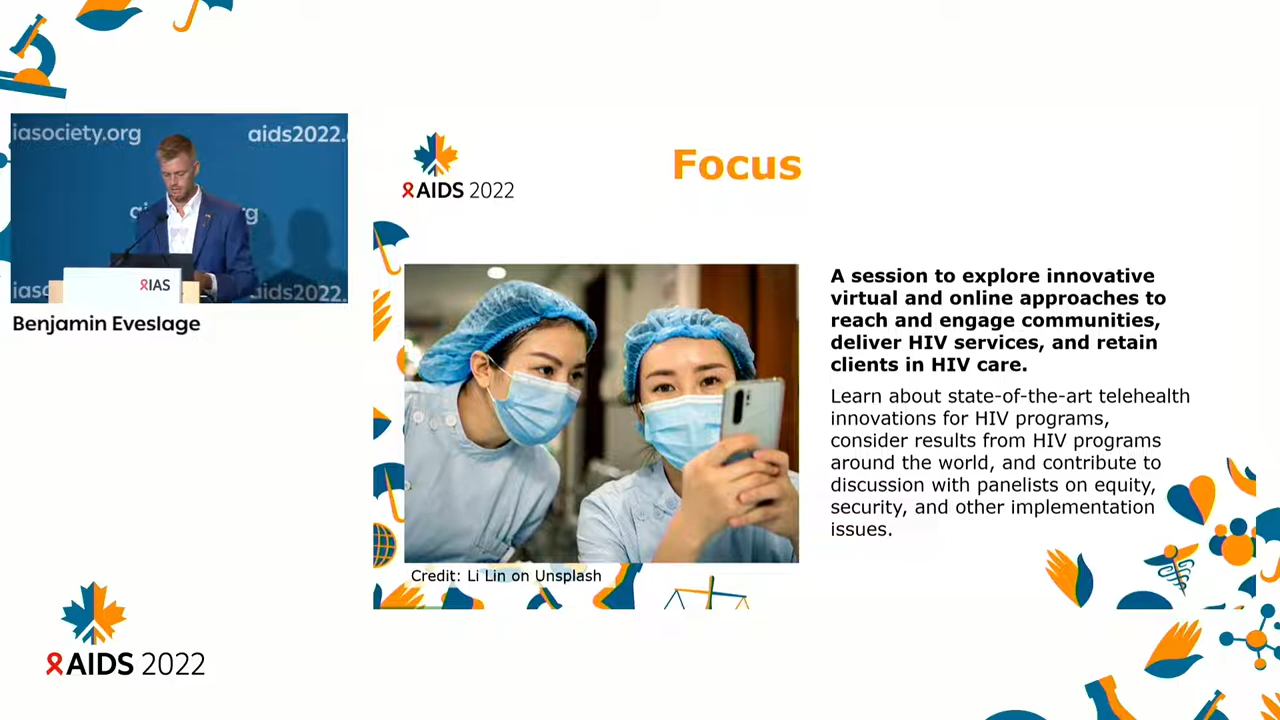 iasociety.org
aids2022.
IAS
aids2022.
Benjamin Eveslage
AIDS 2022
Focus
A session to explore innovative
virtual and online approaches to
reach and engage communities,
deliver HIV services, and retain
clients in HIV care.
Learn about state-of-the-art telehealth
innovations for HIV programs,
consider results from HIV programs
around the world, and contribute to
discussion with panelists on equity,
security, and other implementation
issues.
Credit: Li Lin on Unsplash
AIDS 2022